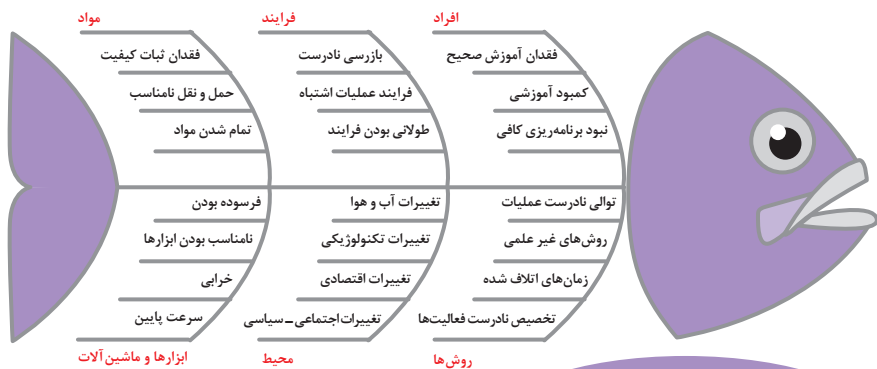 افراد
فرایند
مواد
فقدان آموزش صحیح
بازرسی نادرست
فقدان ثبات کیفیت
کمبود آموزشی
فرایند عملیات اشتباه
حمل و نقل نامناسب
نبود برنامه‌ریزی کافی
طولانی بودن فرایند
تمام شدن مواد
توالی نادرست عملیات
تغییرات آب و هوا
فرسوده بودن
روش‌های غیر علمی
تغییرات تکنولوژیکی
نامناسب بودن ابزارها
زمان‌های اتلاف شده
تغییرات اقتصادی
خرابی
تخصیص نادرست فعالیت‌ها
تغییرات اجتماعی ـ سیاسی
سرعت پایین
روش‌ها
محیط
ابزارها و ماشین آلات